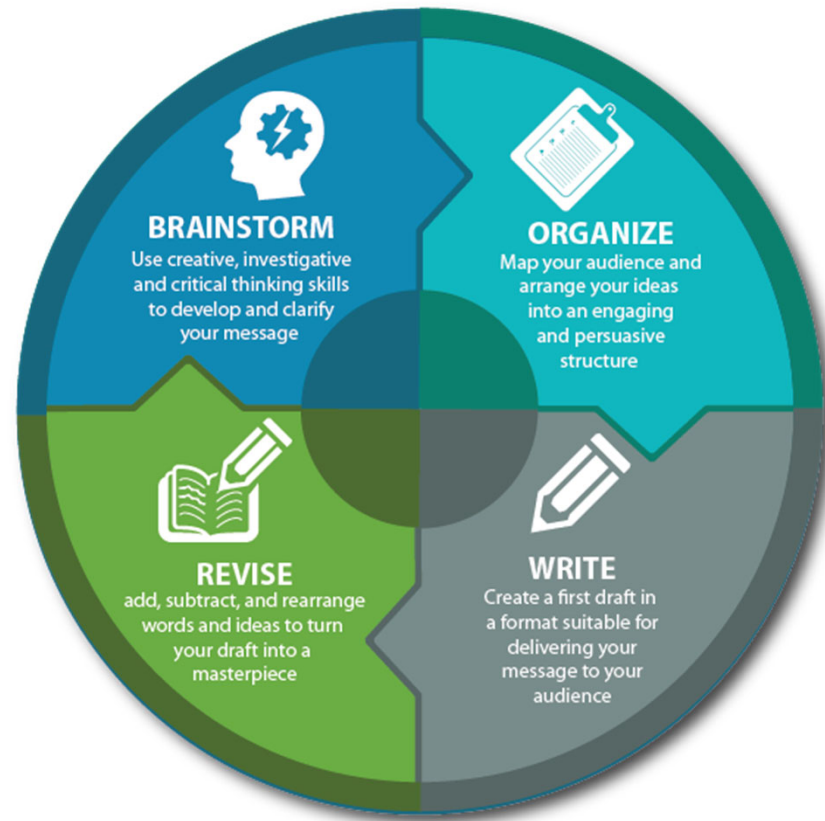 BRAINSTORM
Use creative, investigative
and critical thinking skills
to develop and clarify
your message
ORGANIZE
Map your audience and
arrange your ideas
into an engaging
and persuasive
structure
WRITE
Create a first draft in
a format suitable for
delivering your
message to your
audience
REVISE
add, subtract, and rearrange
words and ideas to turn
your draft into a
masterpiece